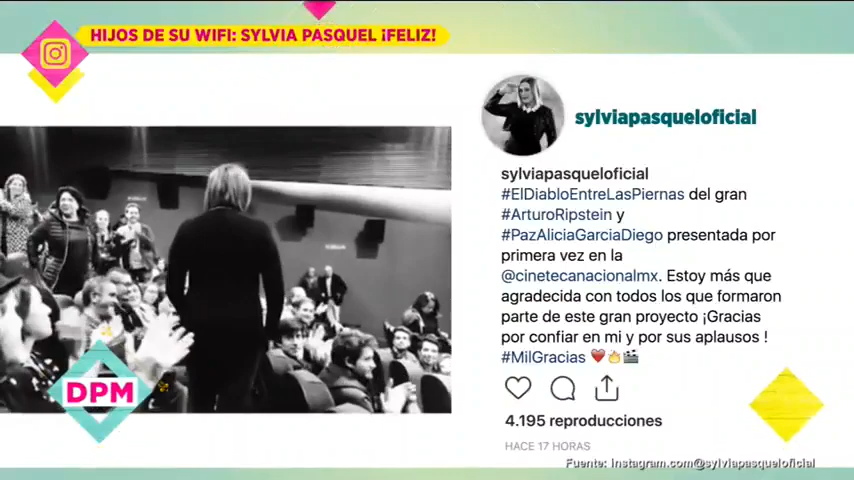 HIJOS DE SU WIFI: SYLVIA PASQUEL ¡FELIZ!
sylviapasqueloficial
sylviapasqueloficial
#ElDiabloEntreLasPiernas del gran
#ArturoRipstein y
#PazAliciaGarciaDiego presentada por
primera vez en la
@cinetecanacionalmx. Estoy más que
agradecida con todos los que formaron
parte de este gran proyecto ¡Gracias
por confiar en mi y por sus aplausos !
#MilGracias ❤️🔥🎬
4.195 reproducciones
HACE 17 HORAS
DPM
Fuente: Instagram.com@sylviapasqueloficial